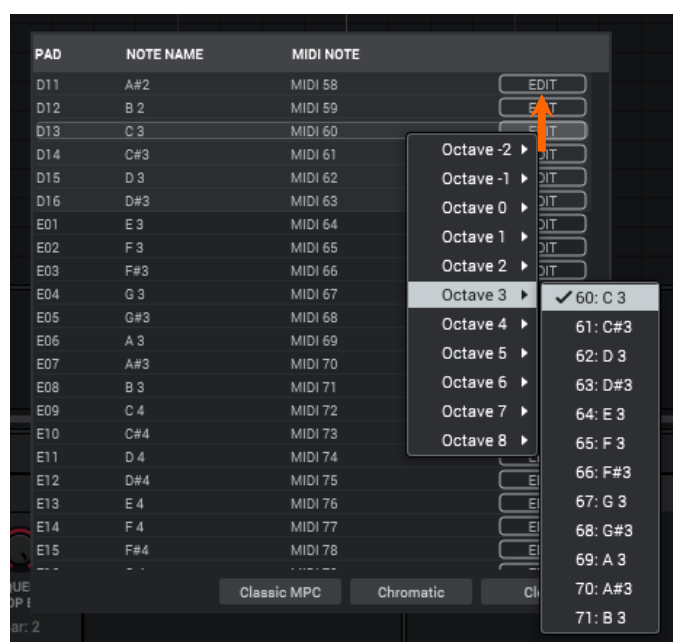 PAD NOTE NAME MIDI NOTE
D11 A#2 MIDI 58 EDIT
D12 B 2 MIDI 59
D13 C 3 MIDI 60
D14 C#3 MIDI 61
D15 D 3 MIDI 62
D16 D#3 MIDI 63
E01 E 3 MIDI 64
E02 F 3 MIDI 65
E03 F#3 MIDI 66
E04 G 3 MIDI 67
E05 G#3 MIDI 68
E06 A 3 MIDI 69
E07 A#3 MIDI 70
E08 B 3 MIDI 71
E09 C 4 MIDI 72
E10 C#4 MIDI 73
E11 D 4 MIDI 74
E12 D#4 MIDI 75
E13 E 4 MIDI 76
E14 F 4 MIDI 77
E15 F#4 MIDI 78
Octave -2
Octave -1
Octave 0
Octave 1
Octave 2
Octave 3
Octave 4
Octave 5
Octave 6
Octave 7
Octave 8
60: C 3
61: C#3
62: D 3
63: D#3
64: E 3
65: F 3
66: F#3
67: G 3
68: G#3
69: A 3
70: A#3
71: B 3
Classic MPC Chromatic
ar: 2